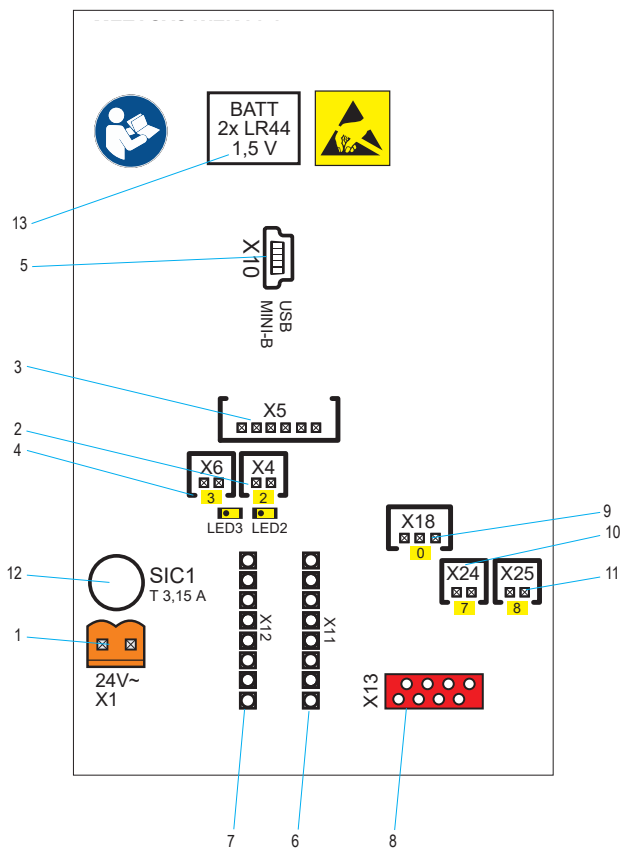 BATT
2x LR44
1,5 V
13
5
X10
USB
MINI-B
3
X5
2
4
X6
X4
3
2
LED3
LED2
X18
9
10
0
X24
X25
11
7
8
12
SIC1
T 3,15 A
X12
X11
1
24V~
X1
X13
7
6
8